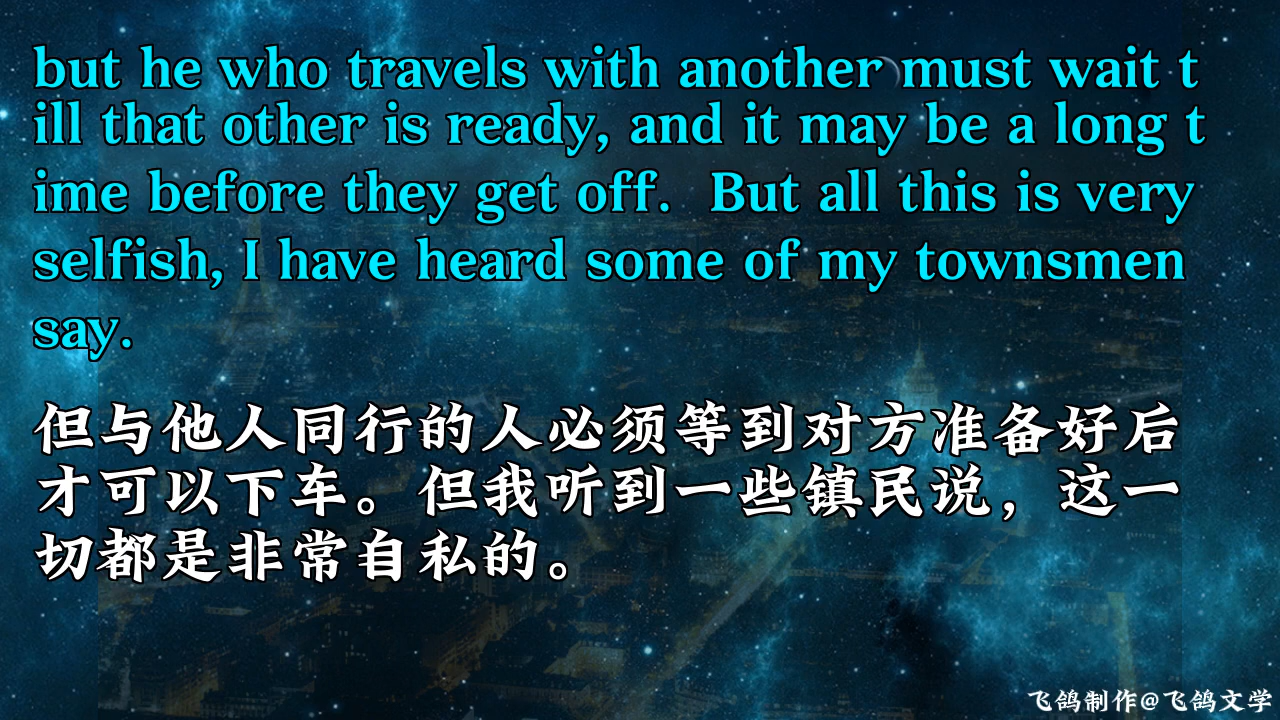 but he who travels with another must wait t
ill that other is ready, and it may be a long t
ime before they get off.  But all this is very
selfish, I have heard some of my townsmen
say.
但与他人同行的人必须等到对方准备好后
才可以下车。但我听到一些镇民说，这一
切都是非常自私的。
飞鸽制作@飞鸽文学